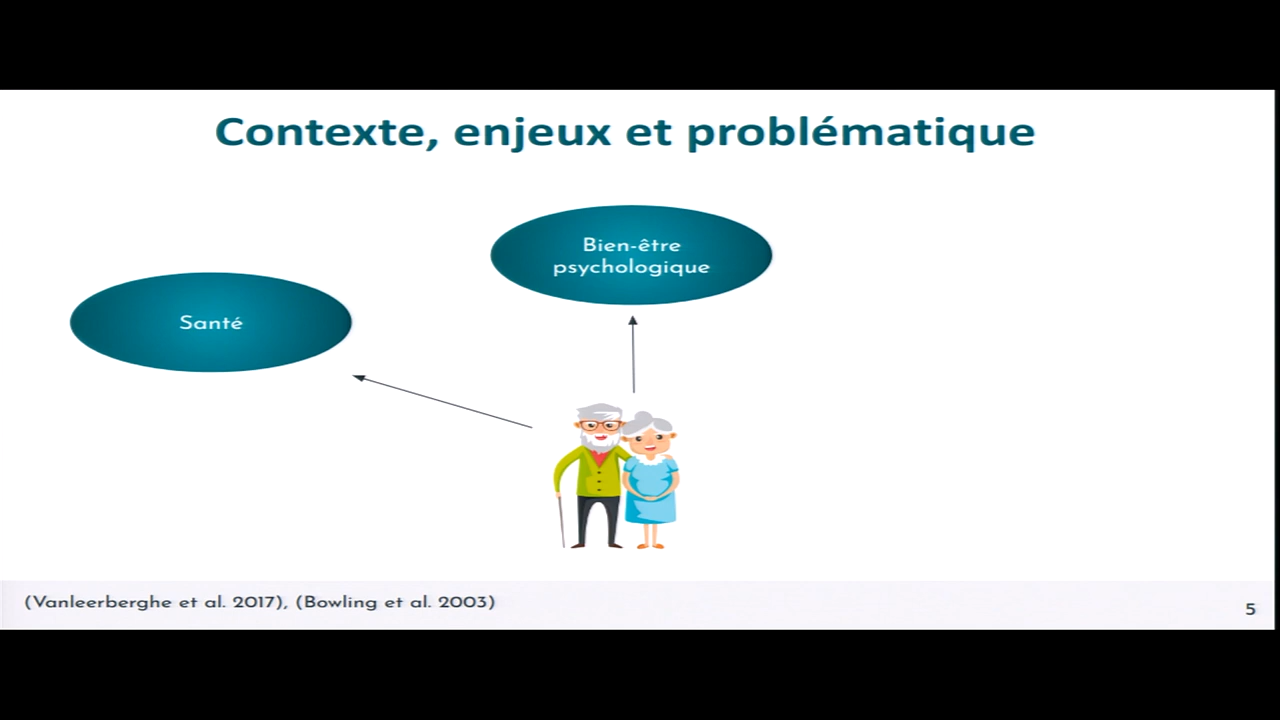 Contexte, enjeux et problématique
Bien-être
psychologique
Santé
(Vanleerberghe et al. 2017), (Bowling et al. 2003)
5